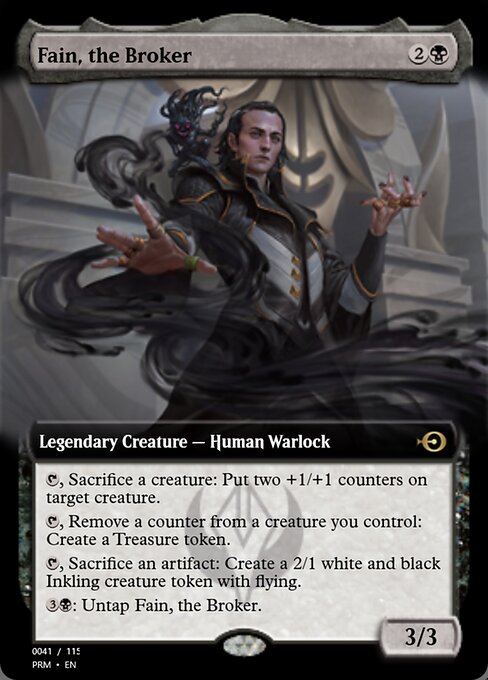 Fain, the Broker 2
Legendary Creature — Human Warlock
, Sacrifice a creature: Put two +1/+1 counters on
target creature.
, Remove a counter from a creature you control:
Create a Treasure token.
, Sacrifice an artifact: Create a 2/1 white and black
Inkling creature token with flying.
3: Untap Fain, the Broker.
3/3
0041 / 115
PRM • EN